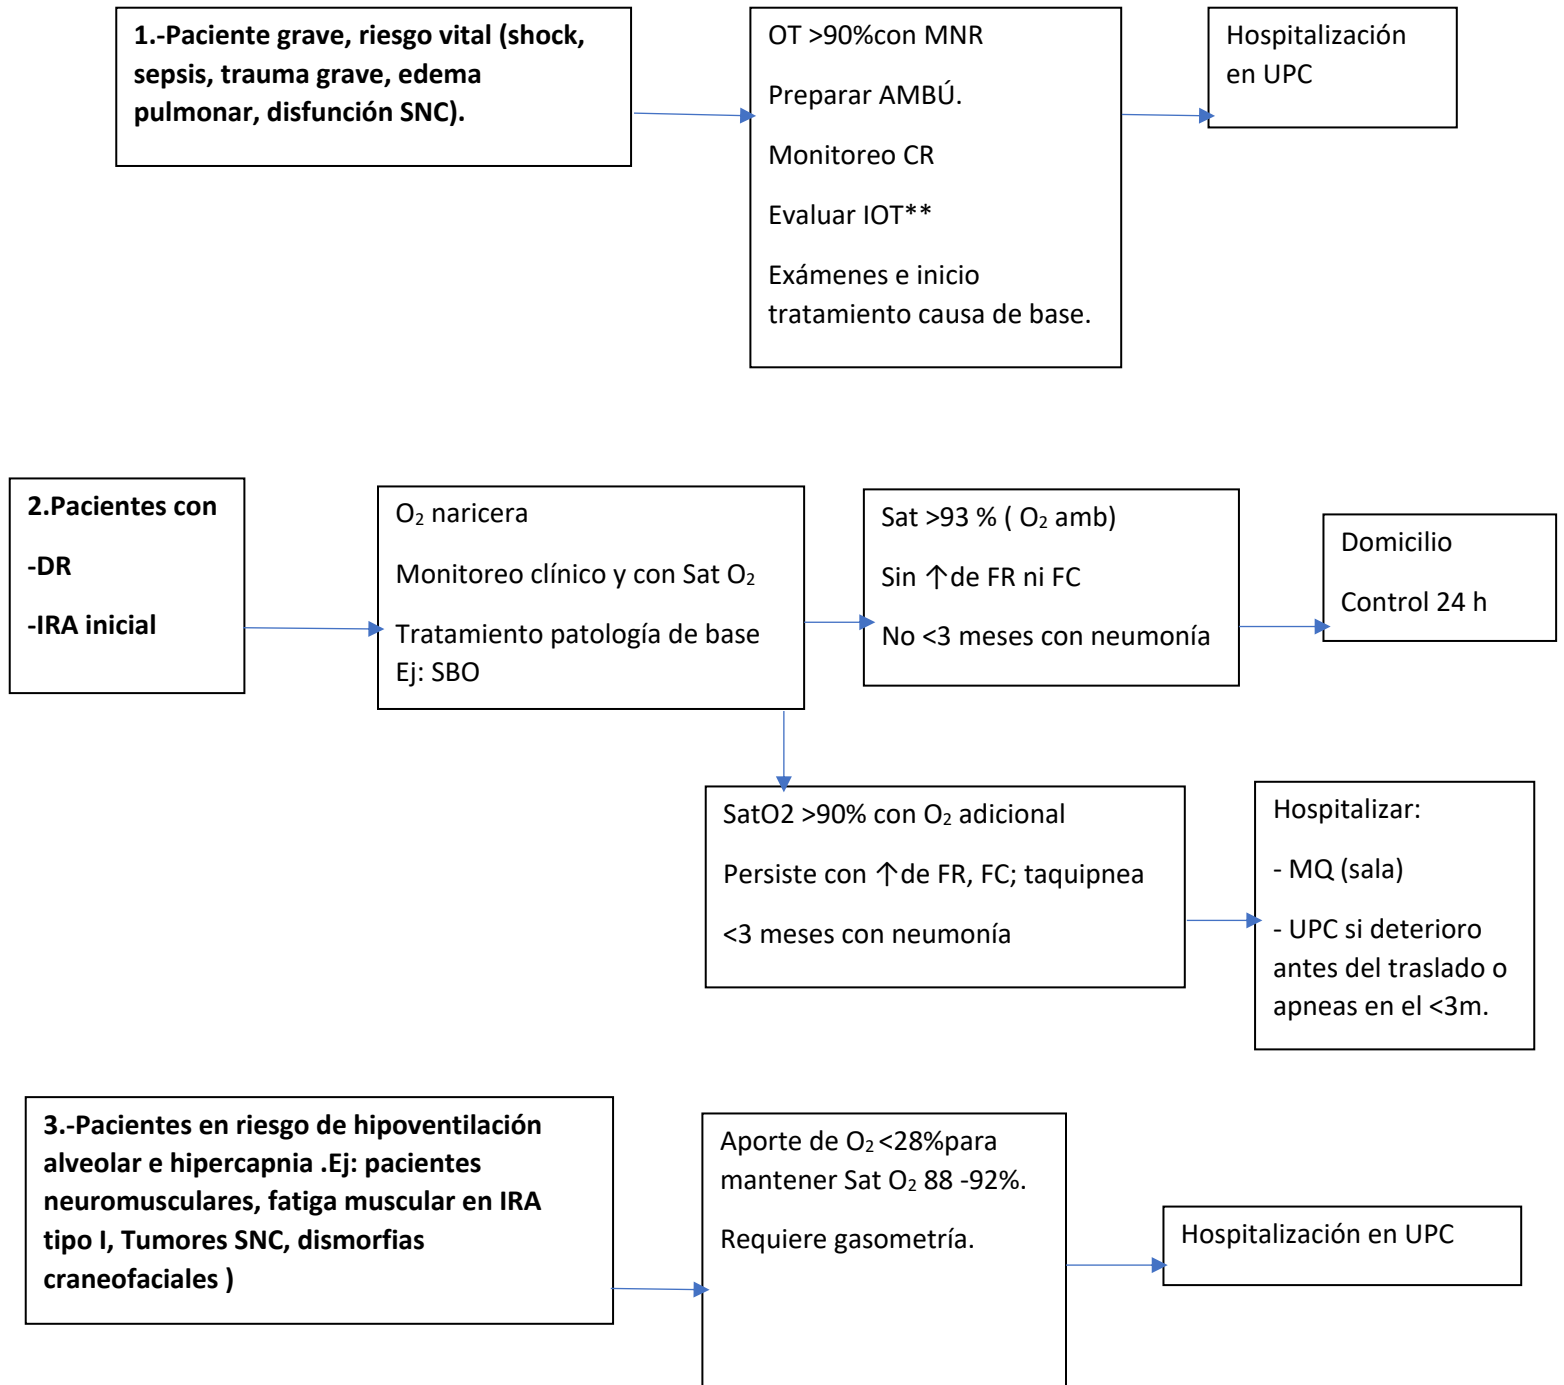 1.-Paciente grave, riesgo vital (shock,
sepsis, trauma grave, edema
pulmonar, disfunción SNC).
OT >90%con MNR
Preparar AMBÚ.
Monitoreo CR
Evaluar IOT**
Exámenes e inicio
tratamiento causa de base.
Hospitalización
en UPC
2.Pacientes con
-DR
-IRA inicial
O₂ naricera
Monitoreo clínico y con Sat O₂
Tratamiento patología de base
Ej: SBO
Sat >93 % ( O₂ amb)
Sin ↑de FR ni FC
No <3 meses con neumonía
Domicilio
Control 24 h
SatO2 >90% con O₂ adicional
Persiste con ↑de FR, FC; taquipnea
<3 meses con neumonía
Hospitalizar:
- MQ (sala)
- UPC si deterioro
antes del traslado o
apneas en el <3m.
3.-Pacientes en riesgo de hipoventilación
alveolar e hipercapnia .Ej: pacientes
neuromusculares, fatiga muscular en IRA
tipo I, Tumores SNC, dismorfias
craneofaciales )
Aporte de O₂ <28%para
mantener Sat O₂ 88 -92%.
Requiere gasometría.
Hospitalización en UPC